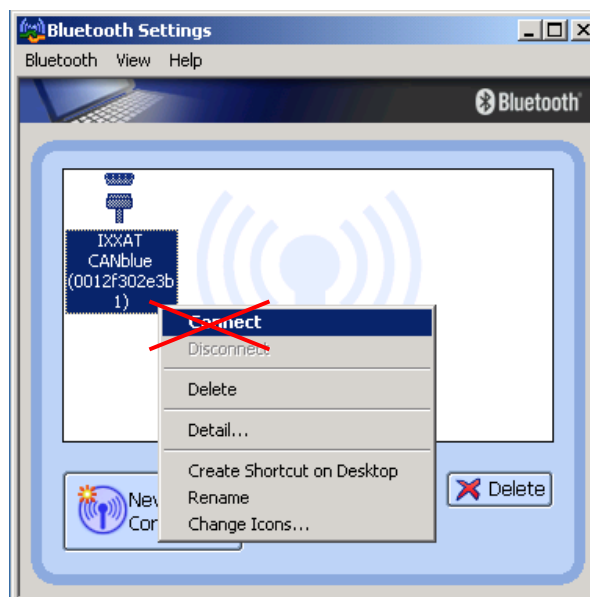 Bluetooth Settings
Bluetooth View Help
Bluetooth
IXXAT
CANblue
(0012f302e3b
1)
Connect
Disconnect
Delete
Detail...
Create Shortcut on Desktop
Rename
Change Icons...
Delete